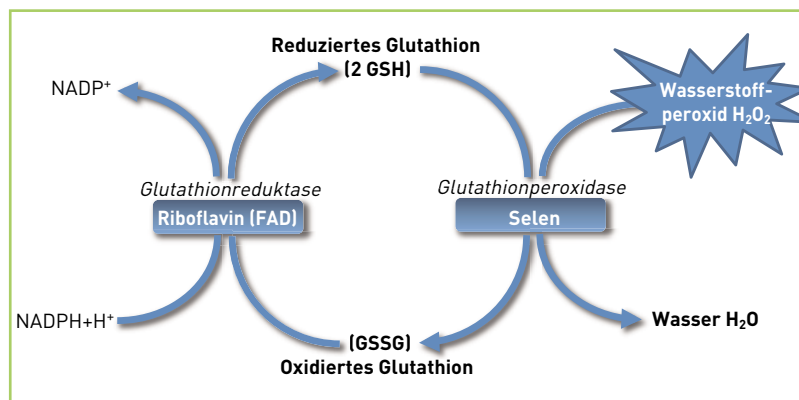 Reduziertes Glutathion
(2 GSH)
NADP⁺
Wasserstoff-
peroxid H₂O₂
Glutathionreduktase
Riboflavin (FAD)
Glutathionperoxidase
Selen
NADPH+H⁺
(GSSG)
Oxidiertes Glutathion
Wasser H₂O